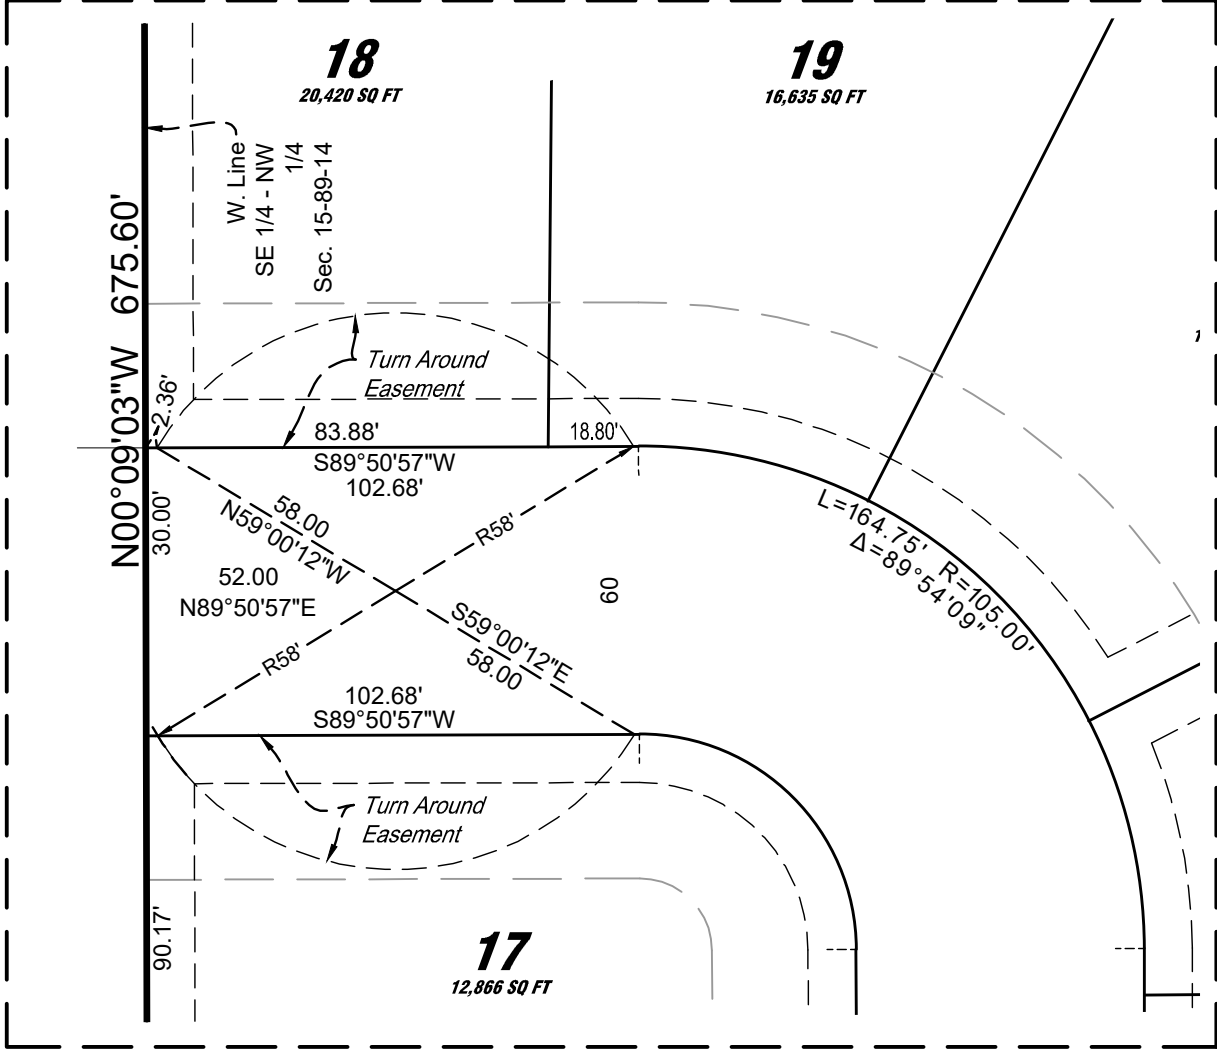 18
20,420 SQ FT
19
16,635 SQ FT
W. Line
SE 1/4 - NW
1/4
Sec. 15-89-14
N00°09'03"W 675.60'
Turn Around
Easement
2.36'
83.88'
18.80'
S89°50'57"W
102.68'
30.00'
58.00
N59°00'12"W
R58'
L=164.75' R=105.00'
Δ=89°54'09"
52.00
N89°50'57"E
60
S59°00'12"E
58.00
R58'
102.68'
S89°50'57"W
Turn Around
Easement
90.17'
17
12,866 SQ FT